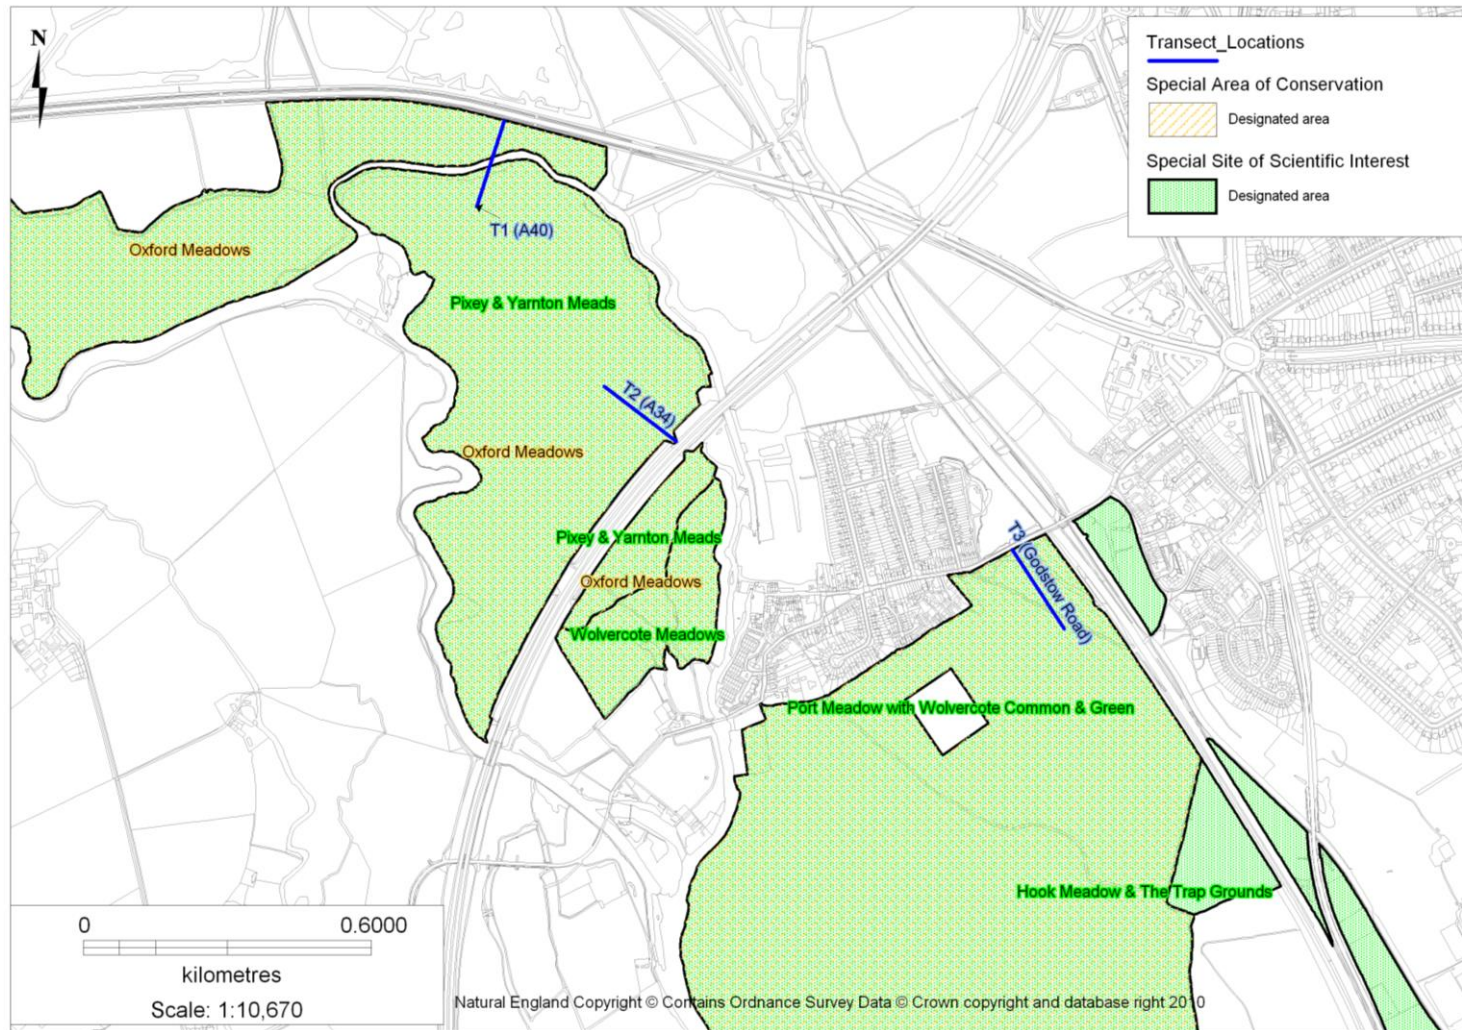 N
Transect_Locations
Special Area of Conservation
Designated area
Special Site of Scientific Interest
Designated area
T1 (A40)
Oxford Meadows
Pixey & Yarnton Meads
T2 (A34)
Oxford Meadows
Pixey & Yarnton Meads
T3 (Godstow Road)
Oxford Meadows
Wolvercote Meadows
Port Meadow with Wolvercote Common & Green
Hook Meadow & The Trap Grounds
0 0.6000
kilometres
Scale: 1:10,670
Natural England Copyright © Contains Ordnance Survey Data © Crown copyright and database right 2010